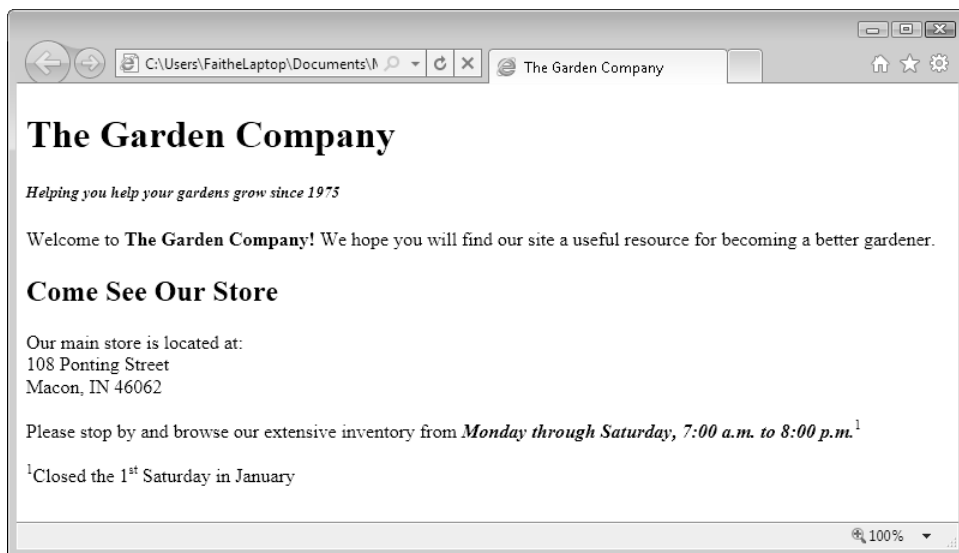 C:\Users\FaitheLaptop\Documents\
The Garden Company
The Garden Company
Helping you help your gardens grow since 1975
Welcome to The Garden Company! We hope you will find our site a useful resource for becoming a better gardener.
Come See Our Store
Our main store is located at:
108 Ponting Street
Macon, IN 46062
Please stop by and browse our extensive inventory from Monday through Saturday, 7:00 a.m. to 8:00 p.m.¹
¹Closed the 1ˢᵗ Saturday in January
100%